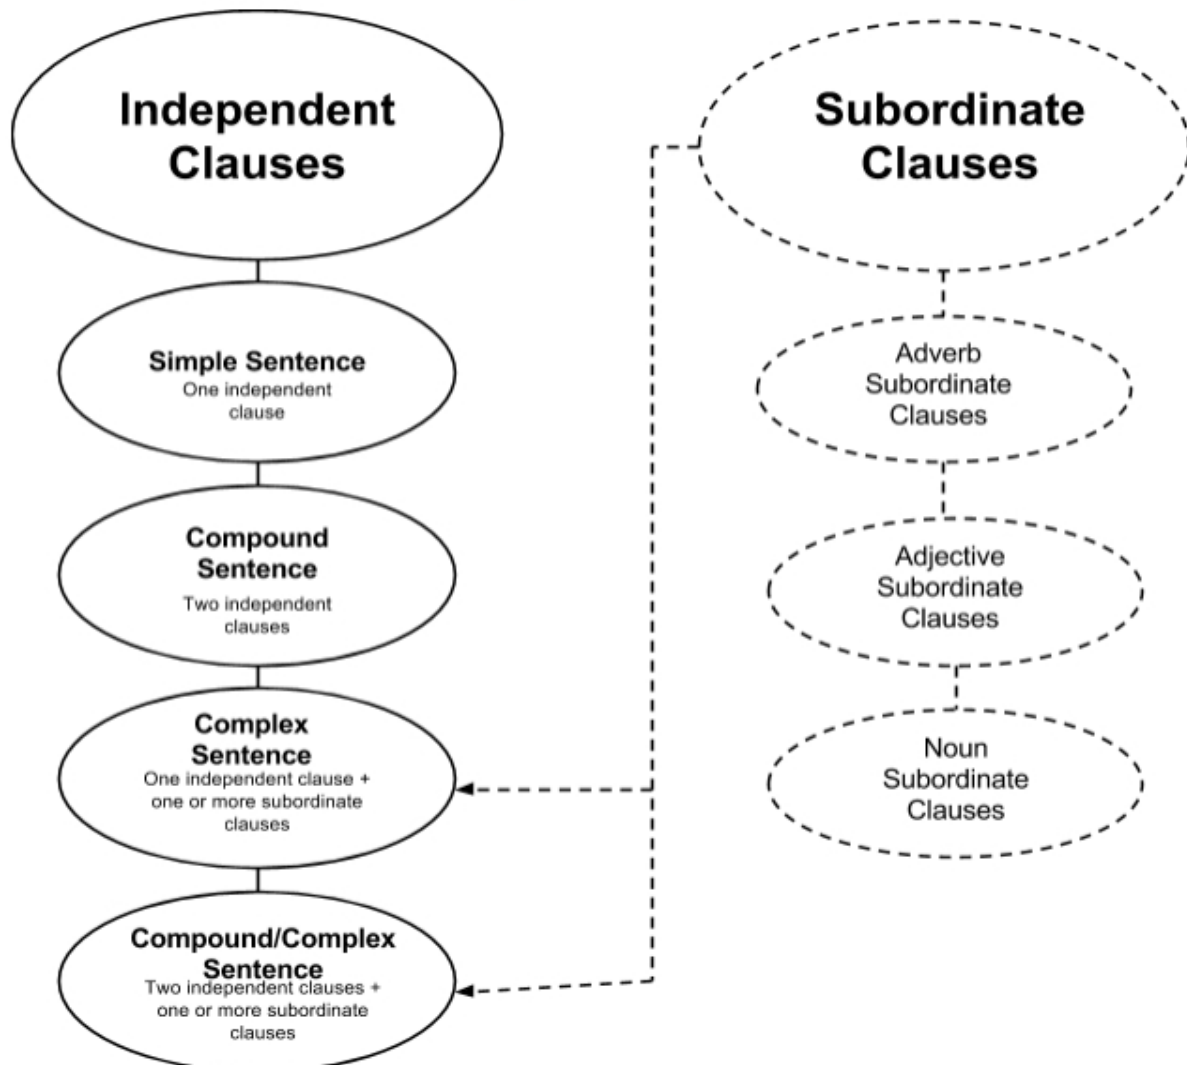 Independent
Clauses
Simple Sentence
One independent
clause
Compound
Sentence
Two independent
clauses
Complex
Sentence
One independent clause +
one or more subordinate
clauses
Compound/Complex
Sentence
Two independent clauses +
one or more subordinate
clauses
Subordinate
Clauses
Adverb
Subordinate
Clauses
Adjective
Subordinate
Clauses
Noun
Subordinate
Clauses